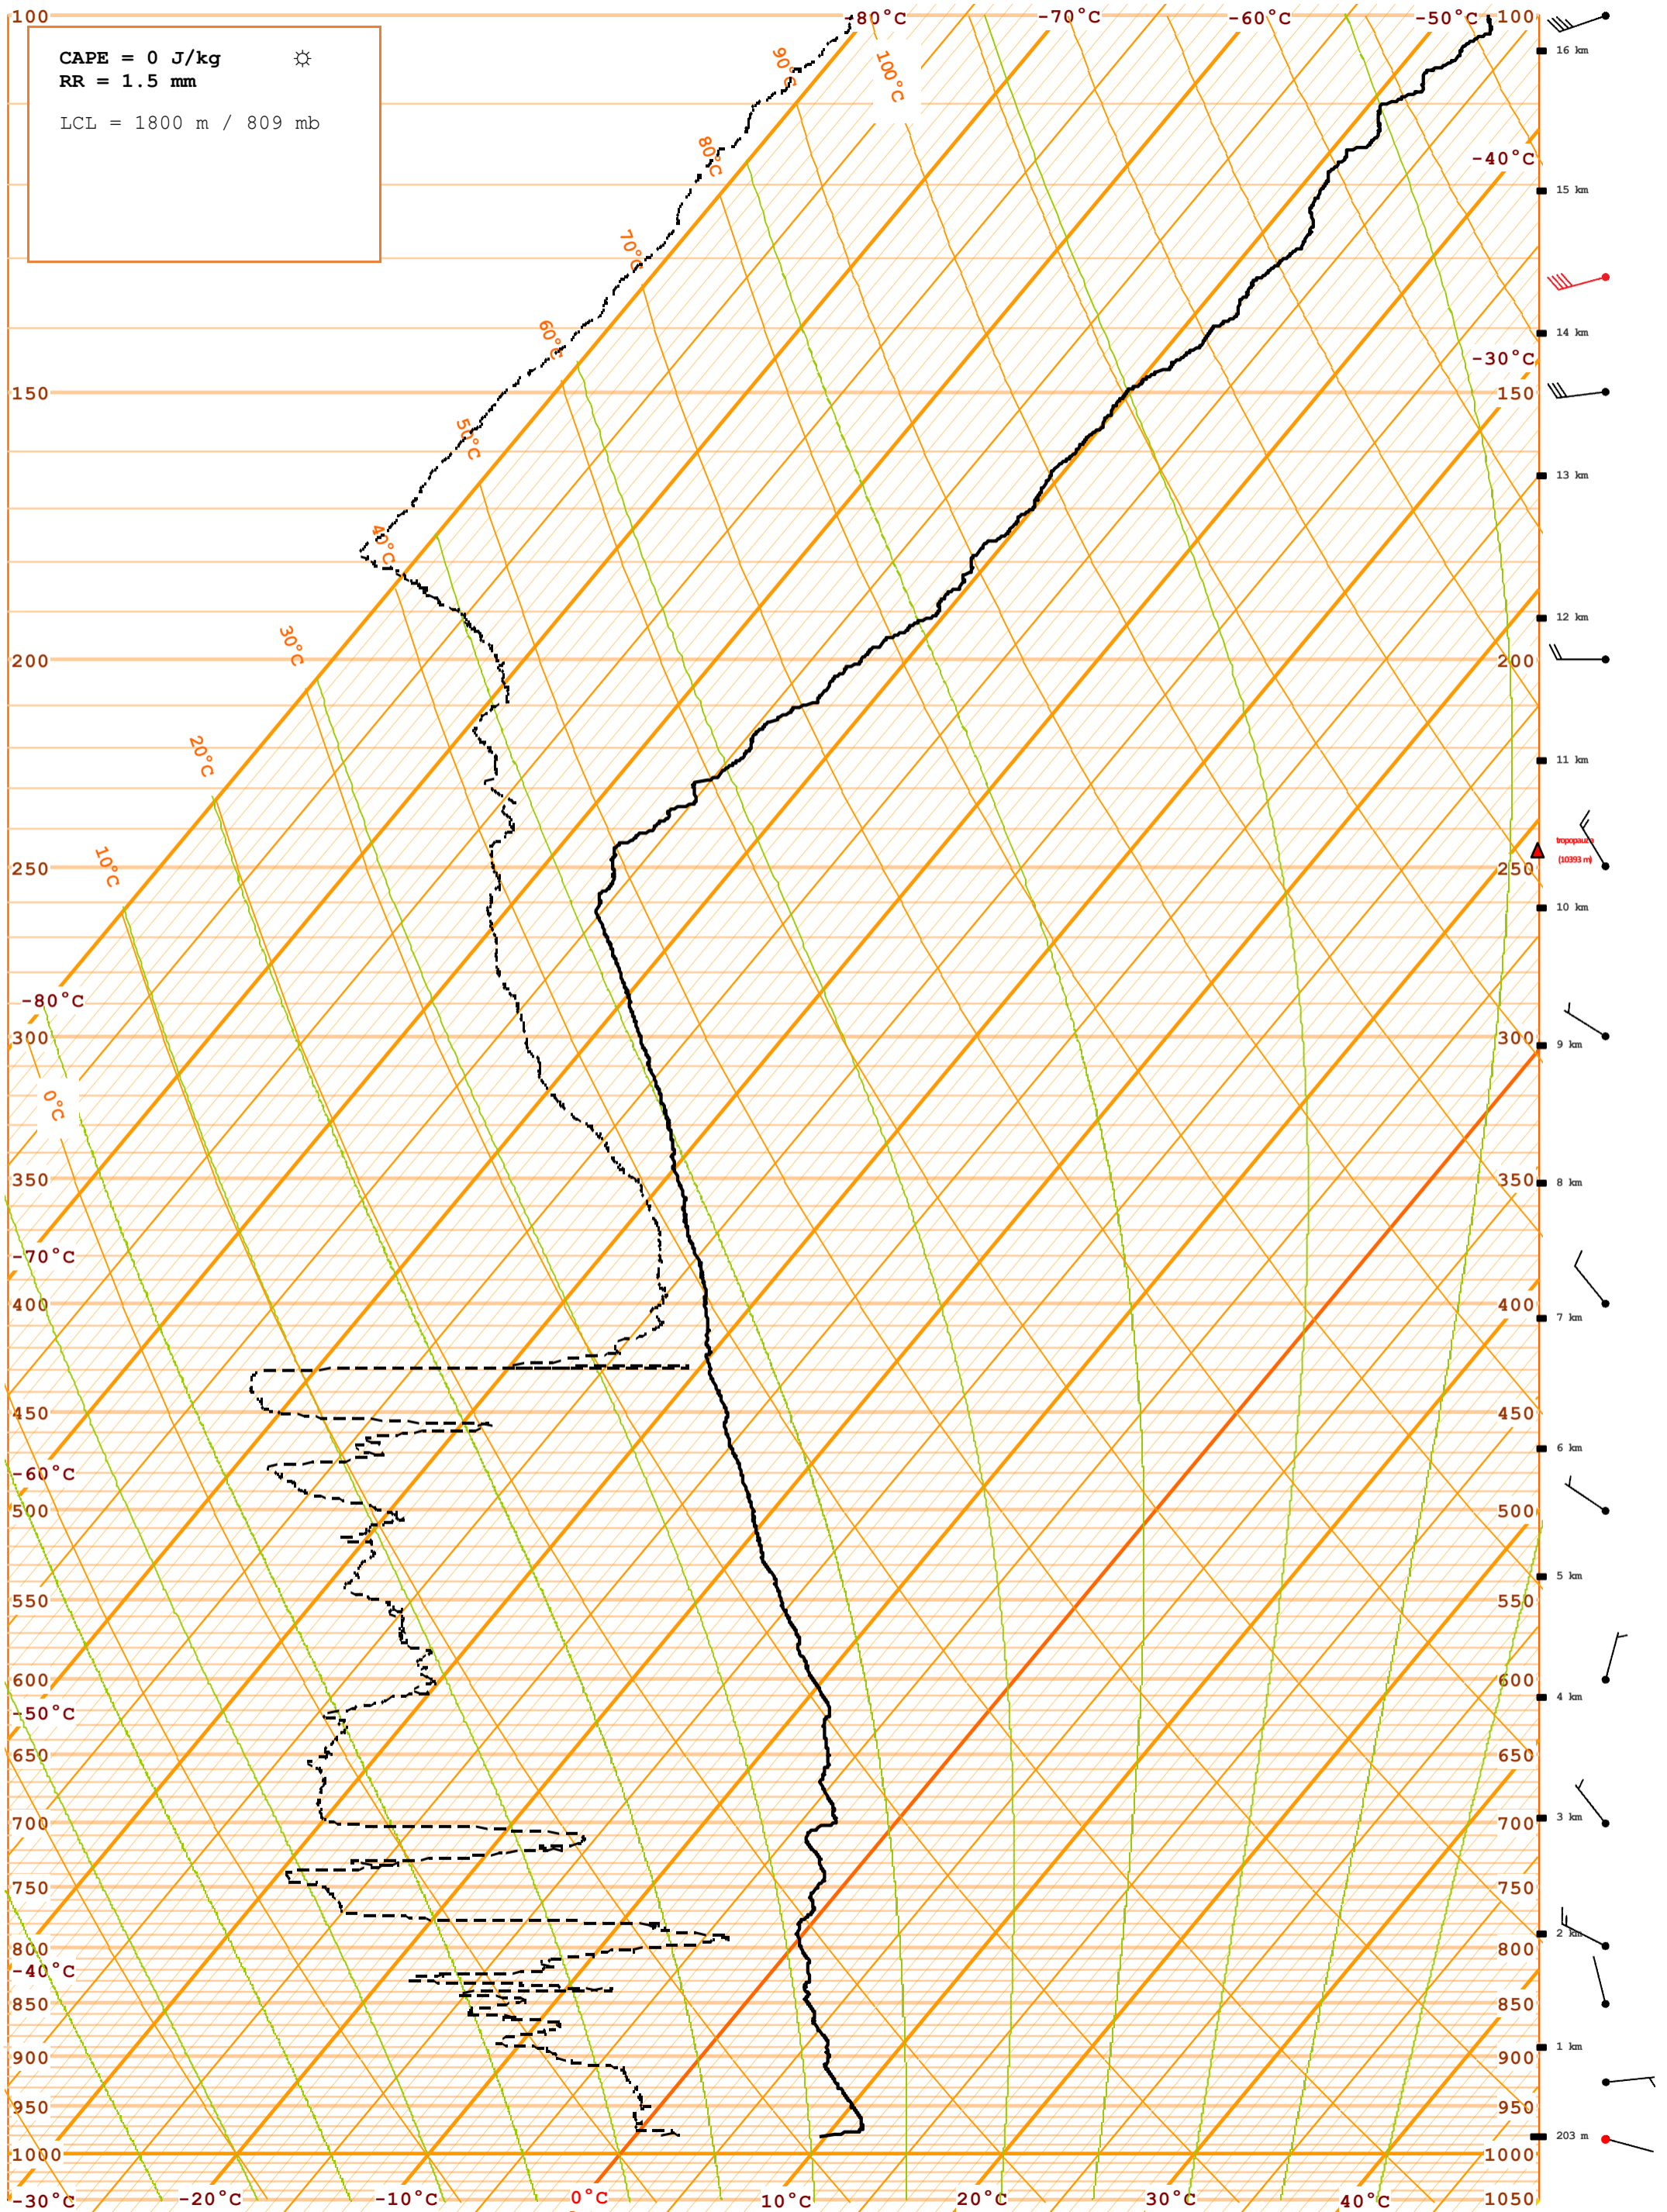 100 -80°C -70°C -60°C -50°C 100
CAPE = 0 J/kg ☼
RR = 1.5 mm
LCL = 1800 m / 809 mb
16 km
90°C 100°C
80°C -40°C
15 km
70°C
60°C 14 km
-30°C
150 150
50°C
13 km
40°C
12 km
30°C
200 200
20°C 11 km
tropopauza
(10393 m)
10°C
250 250
10 km
-80°C
300 300
9 km
0°C
350 350
8 km
-70°C
400 400
7 km
450 450
6 km
-60°C
500 500
5 km
550 550
600 600
4 km
-50°C
650 650
3 km
700 700
750 750
2 km
800 800
-40°C
850 850
1 km
900 900
950 950
203 m
1000 1000
-30°C -20°C -10°C 0°C 10°C 20°C 30°C 40°C 1050